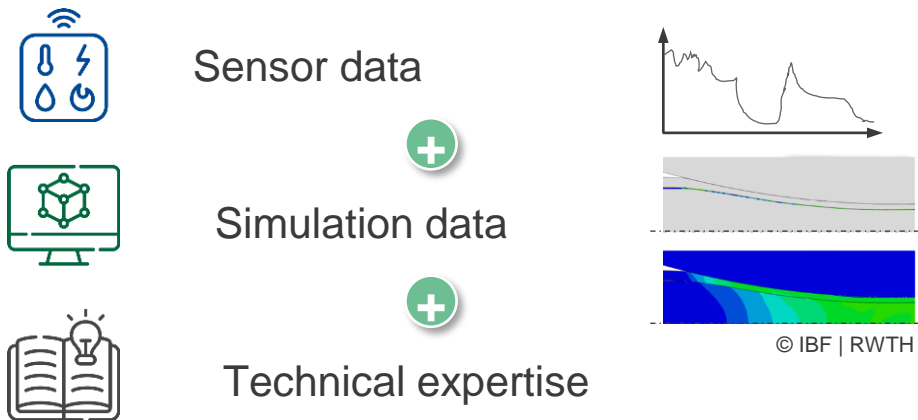 Sensor data
+
Simulation data
+
© IBF | RWTH
Technical expertise